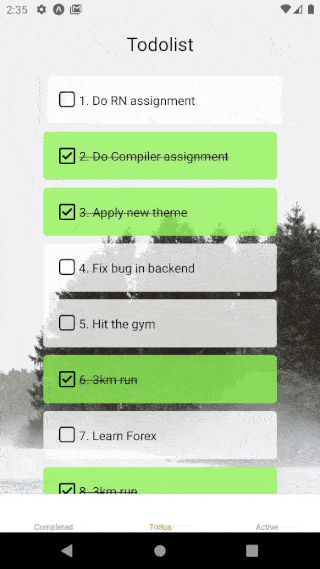 2:35
Todolist
1. Do RN assignment
2. Do Compiler assignment
3. Apply new theme
4. Fix bug in backend
5. Hit the gym
6. 3km run
7. Learn Forex
8. 3km run
Completed Todos Active